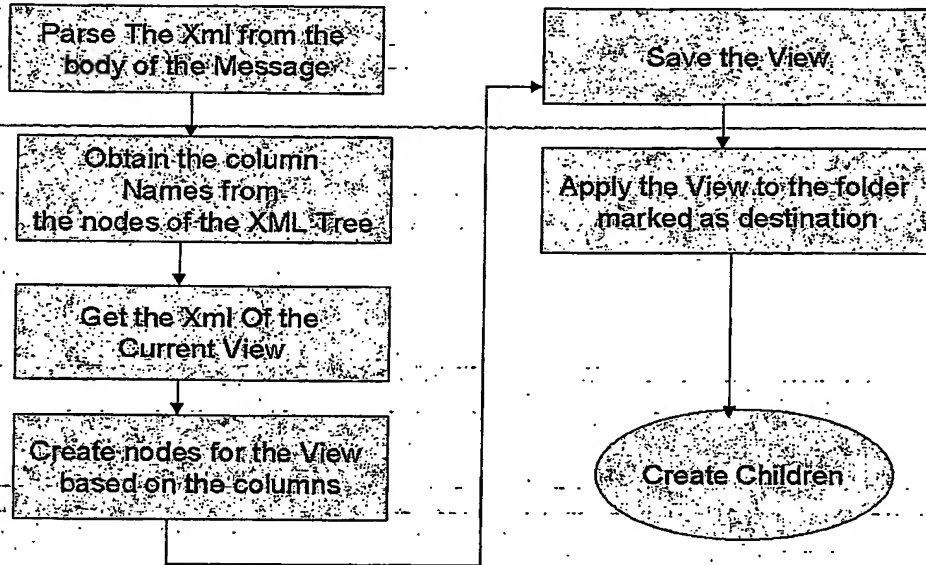 Parse The Xml from the
body of the Message
Obtain the column
Names from
the nodes of the XML Tree
Get the Xml Of the
Current View
Create nodes for the View
based on the columns
Save the View
Apply the View to the folder
marked as destination
Create Children